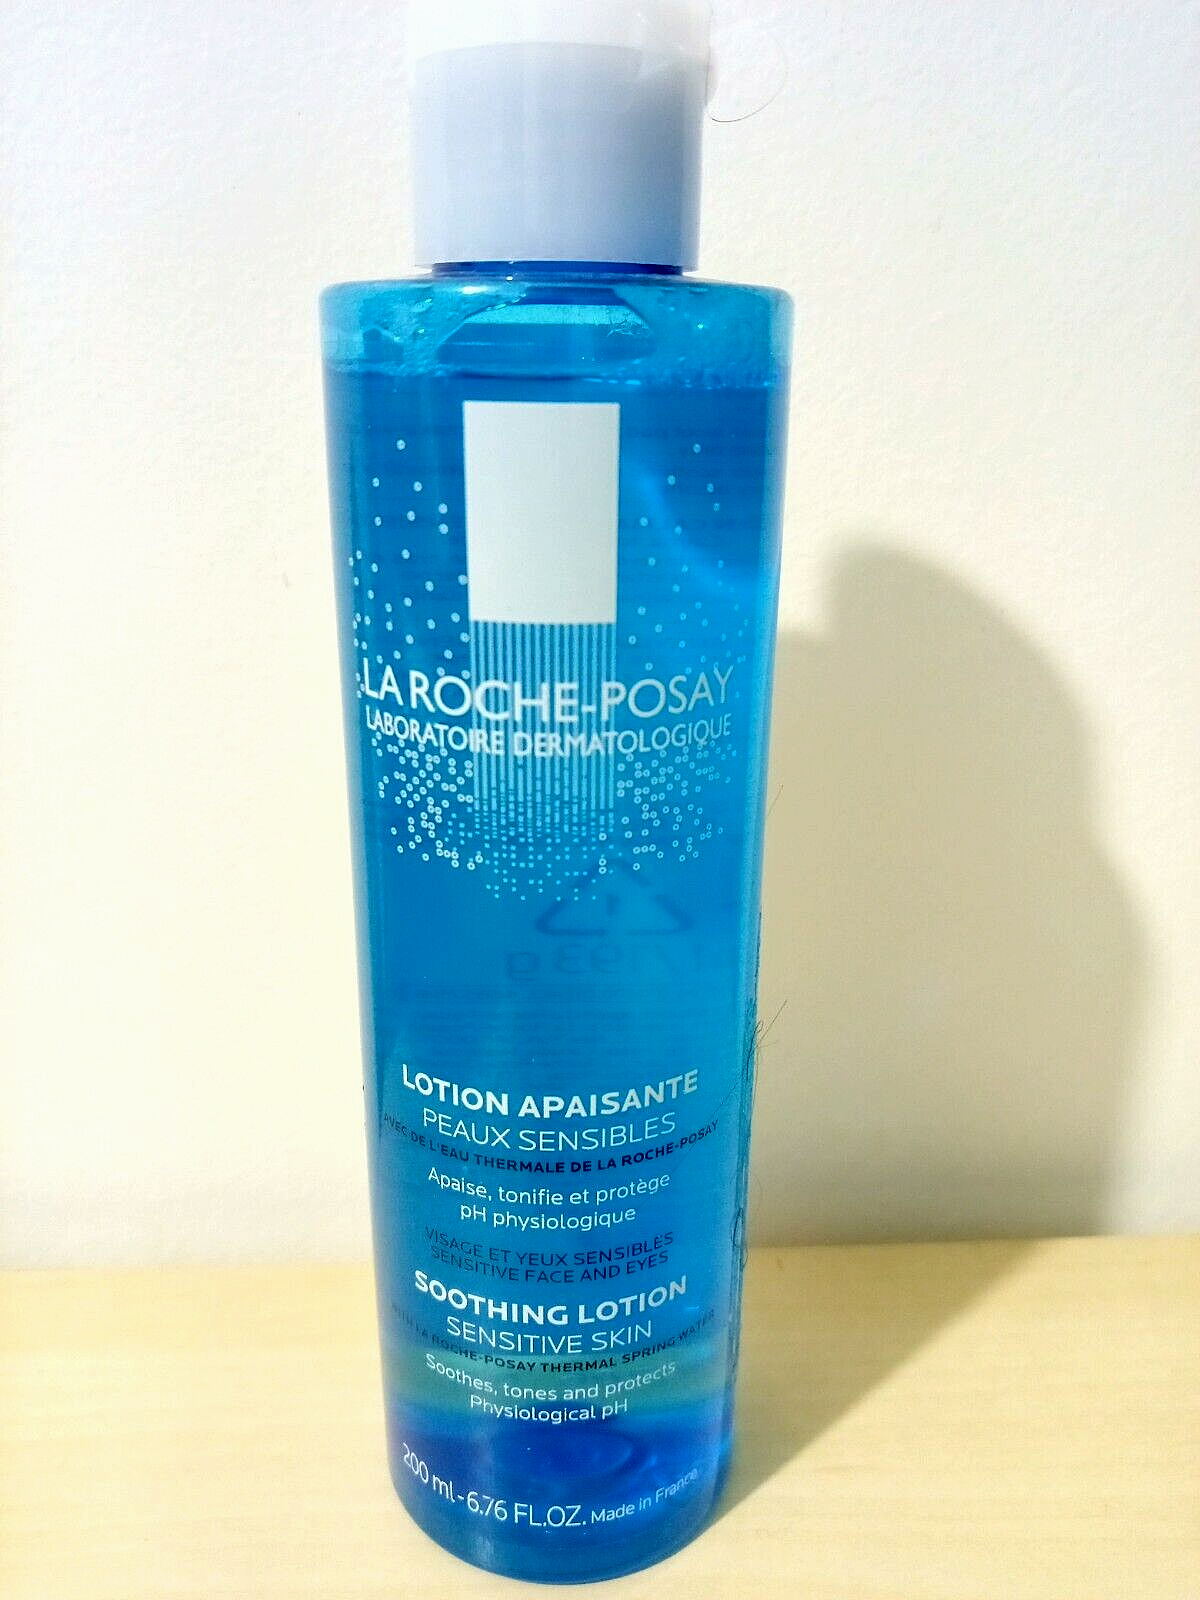 LA ROCHE-POSAY
LABORATOIRE DERMATOLOGIQUE
LOTION APAISANTE
PEAUX SENSIBLES
AVEC DE L'EAU THERMALE DE LA ROCHE-POSAY
Apaise, tonifie et protège
pH physiologique
VISAGE ET YEUX SENSIBLES
SENSITIVE FACE AND EYES
SOOTHING LOTION
SENSITIVE SKIN
WITH LA ROCHE-POSAY THERMAL SPRING WATER
Soothes, tones and protects
Physiological pH
200 ml - 6.76 FL.OZ. Made in France